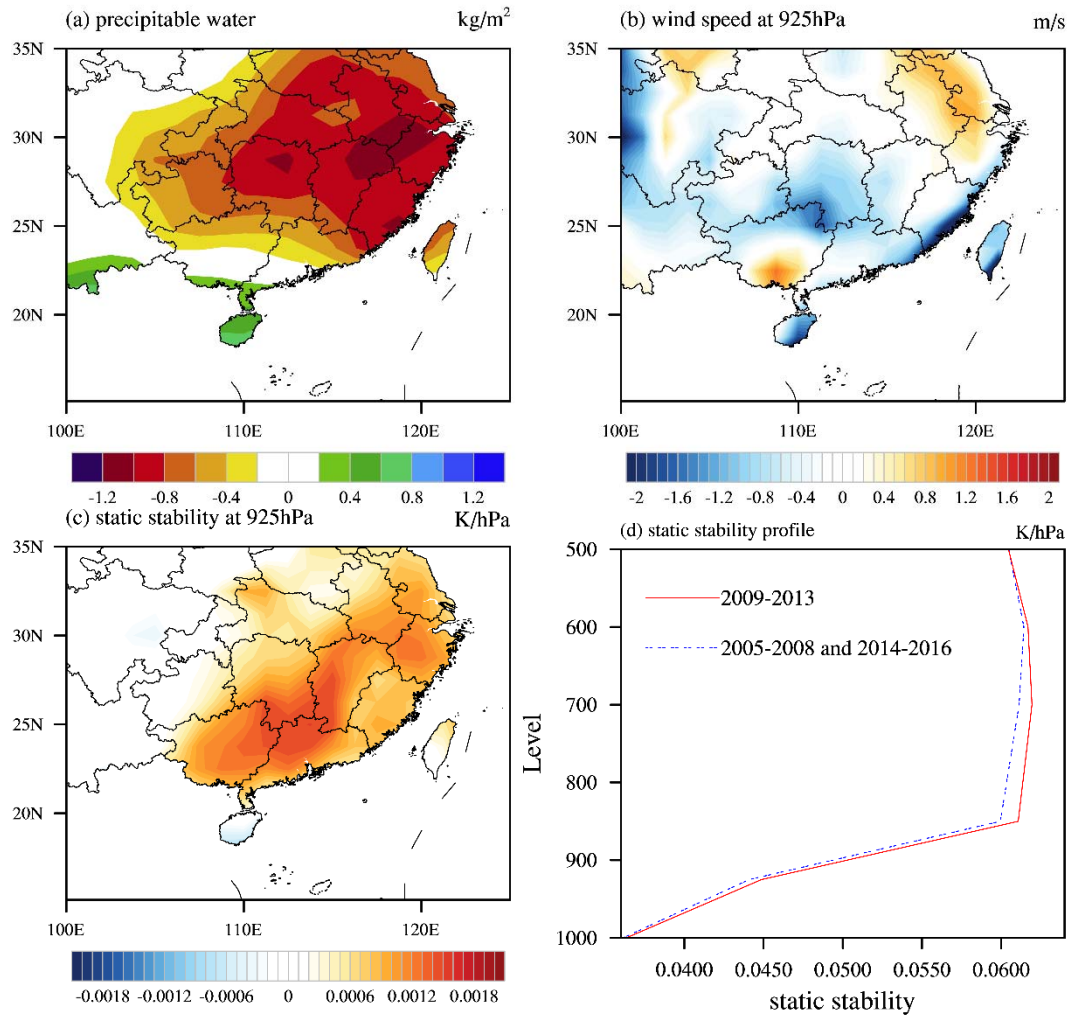 (a) precipitable water kg/m²
35N
30N
25N
20N
100E 110E 120E
-1.2 -0.8 -0.4 0 0.4 0.8 1.2
(b) wind speed at 925hPa m/s
35N
30N
25N
20N
100E 110E 120E
-2 -1.6 -1.2 -0.8 -0.4 0 0.4 0.8 1.2 1.6 2
(c) static stability at 925hPa K/hPa
35N
30N
25N
20N
100E 110E 120E
-0.0018 -0.0012 -0.0006 0 0.0006 0.0012 0.0018
(d) static stability profile K/hPa
500
600
700
800
900
1000
Level
2009-2013
2005-2008 and 2014-2016
0.0400 0.0450 0.0500 0.0550 0.0600
static stability